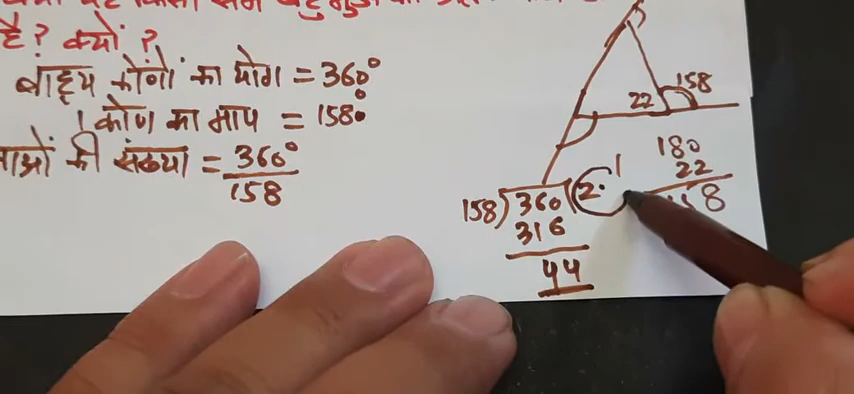 है? क्यों?
बाह्य कोणों का योग = 360°
1 कोण का माप = 158°
की संख्या = 360°
158
158) 360 (2.
316
44
22 158
180
22